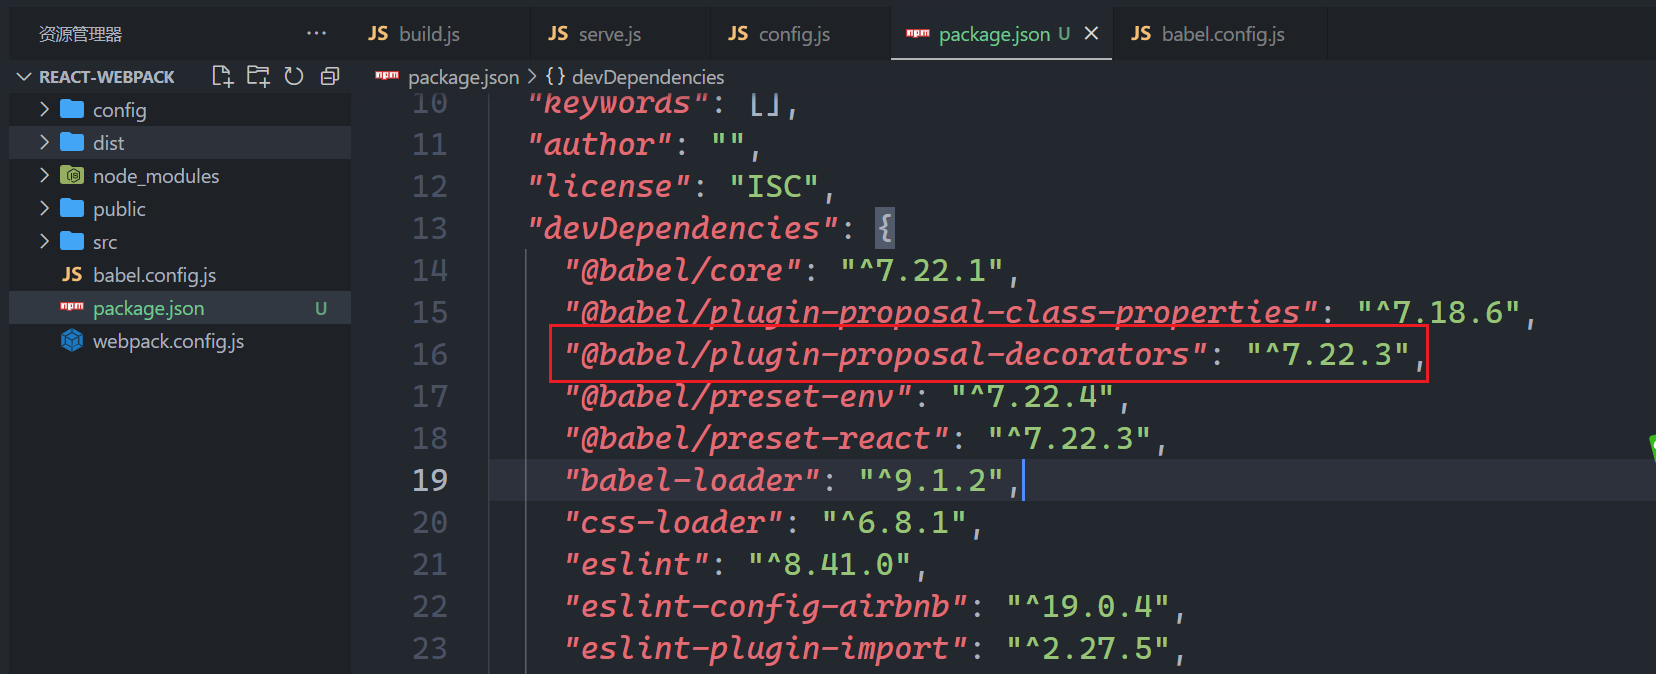 资源管理器 ···
JS build.js JS serve.js JS config.js npm package.json U × JS babel.config.js
REACT-WEBPACK
npm package.json > {} devDependencies
config
dist
node_modules
public
src
JS babel.config.js
npm package.json U
webpack.config.js
10 "keywords": [],
11 "author": "",
12 "license": "ISC",
13 "devDependencies": {
14 "@babel/core": "^7.22.1",
15 "@babel/plugin-proposal-class-properties": "^7.18.6",
16 "@babel/plugin-proposal-decorators": "^7.22.3",
17 "@babel/preset-env": "^7.22.4",
18 "@babel/preset-react": "^7.22.3",
19 "babel-loader": "^9.1.2",
20 "css-loader": "^6.8.1",
21 "eslint": "^8.41.0",
22 "eslint-config-airbnb": "^19.0.4",
23 "eslint-plugin-import": "^2.27.5",